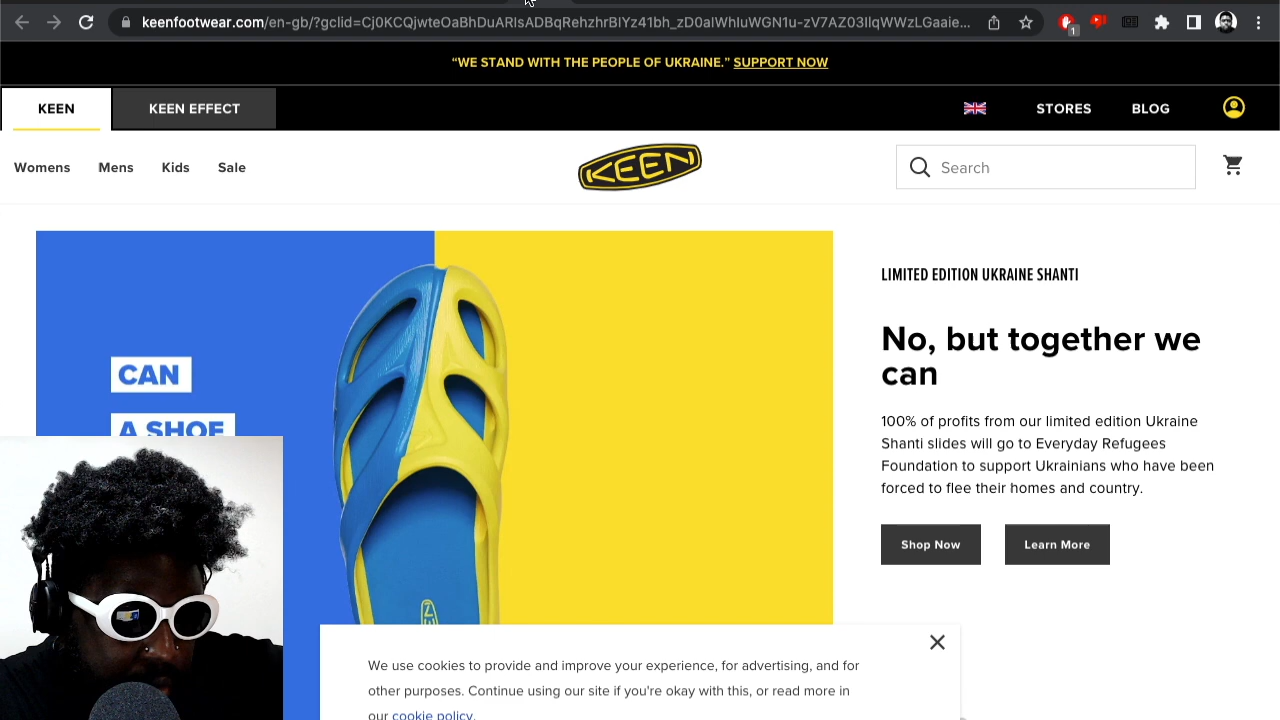 keenfootwear.com/en-gb/?gclid=Cj0KCQjwteOaBhDuARIsADBqRehzhrBIYz41bh_zD0alWhIuWGN1u-zV7AZ03IlqWWzLGaaie...
1
“WE STAND WITH THE PEOPLE OF UKRAINE.” SUPPORT NOW
KEEN
KEEN EFFECT
STORES
BLOG
Womens
Mens
Kids
Sale
KEEN
Search
CAN
A SHOE
LIMITED EDITION UKRAINE SHANTI
No, but together we
can
100% of profits from our limited edition Ukraine
Shanti slides will go to Everyday Refugees
Foundation to support Ukrainians who have been
forced to flee their homes and country.
Shop Now
Learn More
We use cookies to provide and improve your experience, for advertising, and for
other purposes. Continue using our site if you're okay with this, or read more in
our cookie policy.